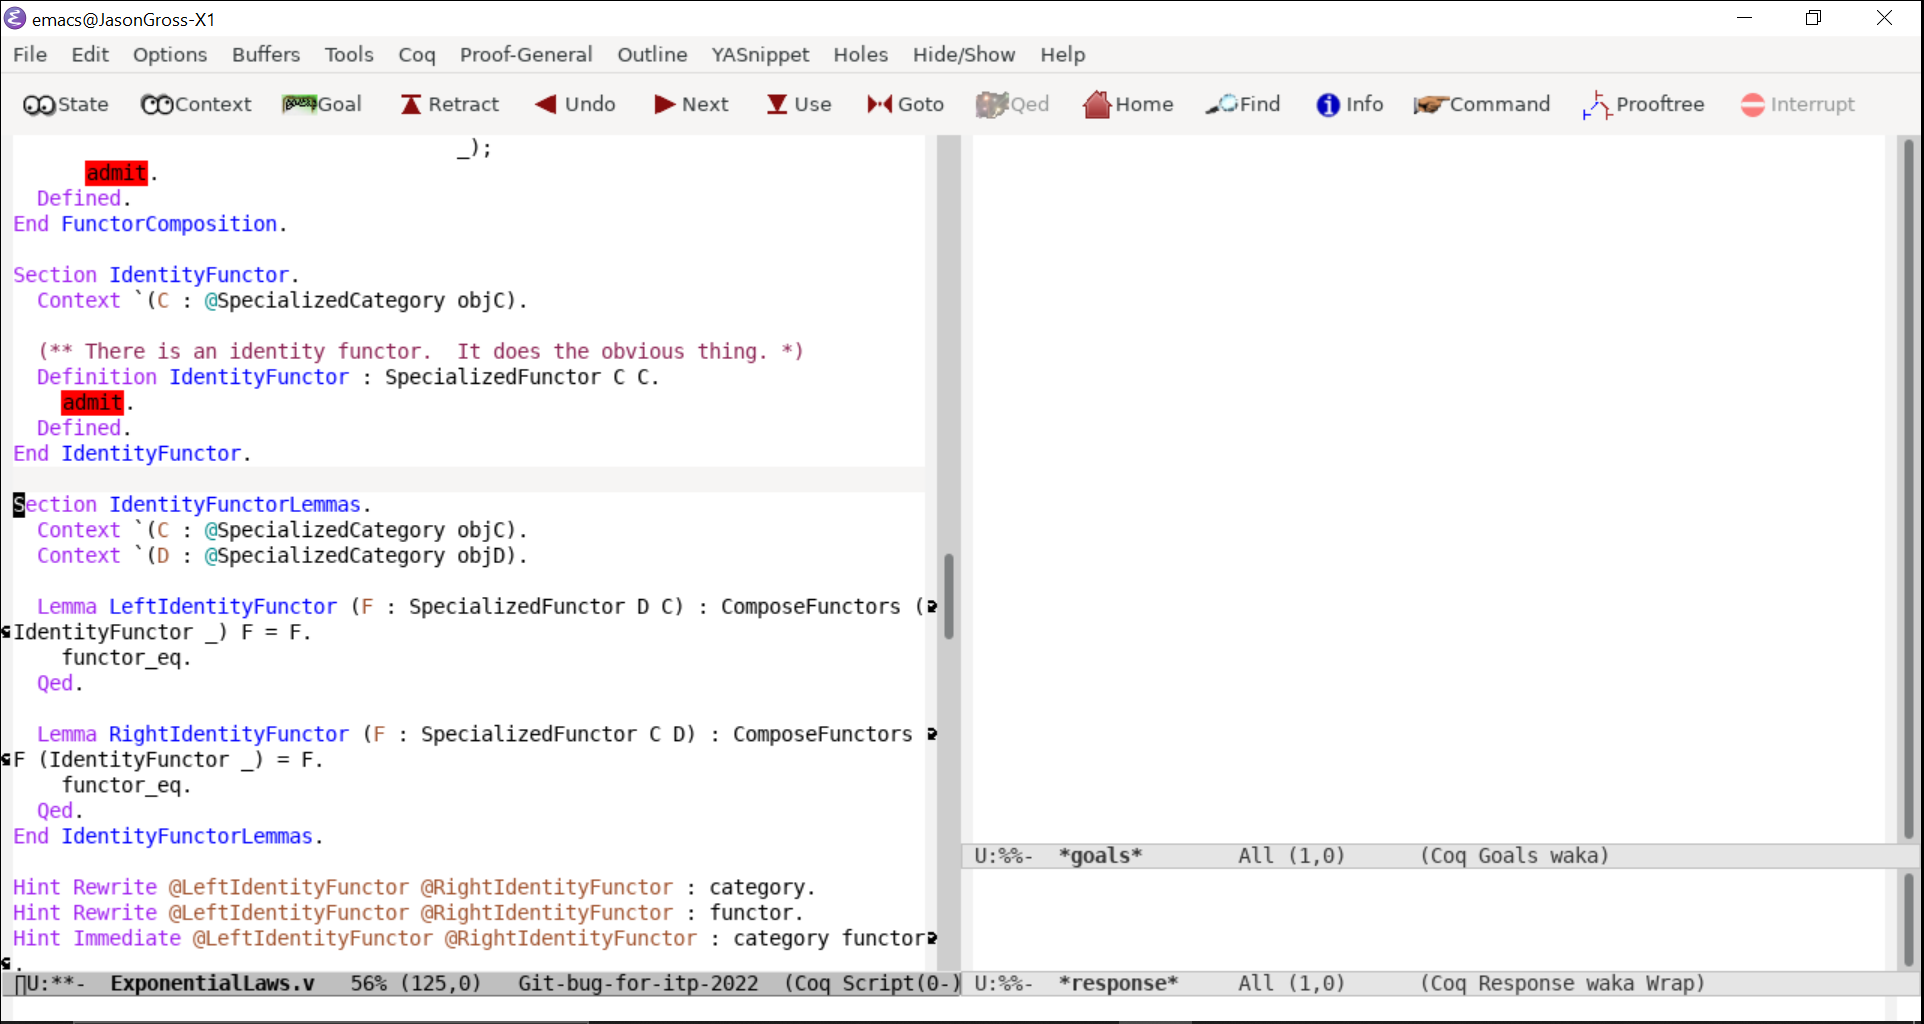 emacs@JasonGross-X1
File Edit Options Buffers Tools Coq Proof-General Outline YASnippet Holes Hide/Show Help
State Context Goal Retract Undo Next Use Goto Qed Home Find Info Command Prooftree Interrupt
_);
admit.
Defined.
End FunctorComposition.
Section IdentityFunctor.
Context `(C : @SpecializedCategory objC).
(** There is an identity functor.  It does the obvious thing. *)
Definition IdentityFunctor : SpecializedFunctor C C.
admit.
Defined.
End IdentityFunctor.
Section IdentityFunctorLemmas.
Context `(C : @SpecializedCategory objC).
Context `(D : @SpecializedCategory objD).
Lemma LeftIdentityFunctor (F : SpecializedFunctor D C) : ComposeFunctors (
IdentityFunctor _) F = F.
functor_eq.
Qed.
Lemma RightIdentityFunctor (F : SpecializedFunctor C D) : ComposeFunctors
F (IdentityFunctor _) = F.
functor_eq.
Qed.
End IdentityFunctorLemmas.
Hint Rewrite @LeftIdentityFunctor @RightIdentityFunctor : category.
Hint Rewrite @LeftIdentityFunctor @RightIdentityFunctor : functor.
Hint Immediate @LeftIdentityFunctor @RightIdentityFunctor : category functor
.
U:**-  ExponentialLaws.v   56% (125,0)   Git-bug-for-itp-2022  (Coq Script(0-)
U:%%-  *goals*        All (1,0)      (Coq Goals waka)
U:%%-  *response*     All (1,0)      (Coq Response waka Wrap)